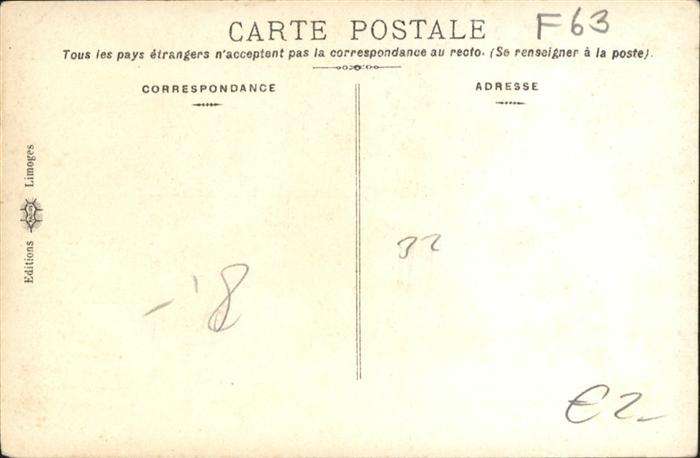 CARTE POSTALE F63
Tous les pays étrangers n'acceptent pas la correspondance au recto. (Se renseigner à la poste).
CORRESPONDANCE
ADRESSE
Editions Limoges
32
-'8
€2-